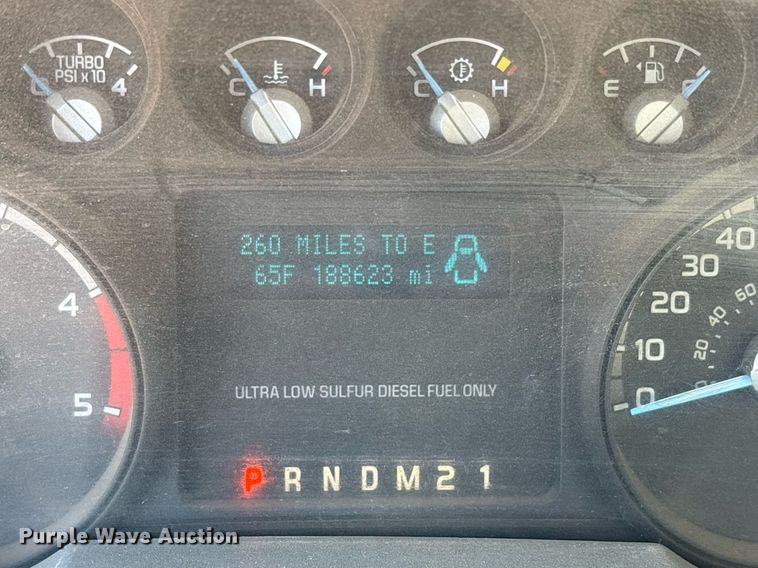 TURBO
PSI x 10
0 4
C H
C H
E F
260 MILES TO E
65F 188623 mi
4
5
ULTRA LOW SULFUR DIESEL FUEL ONLY
P R N D M 2 1
40
30
20
10
0
60
40
20
Purple Wave Auction